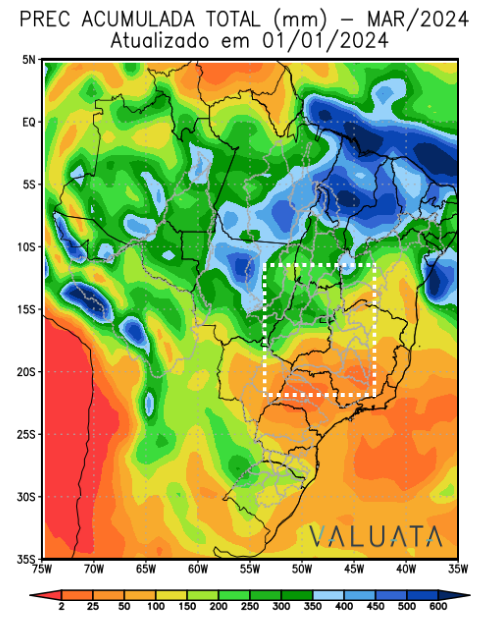 PREC ACUMULADA TOTAL (mm) – MAR/2024
Atualizado em 01/01/2024
5N
EQ
5S
10S
15S
20S
25S
30S
35S
VALUATA
75W 70W 65W 60W 55W 50W 45W 40W 35W
2 25 50 100 150 200 250 300 350 400 450 500 600